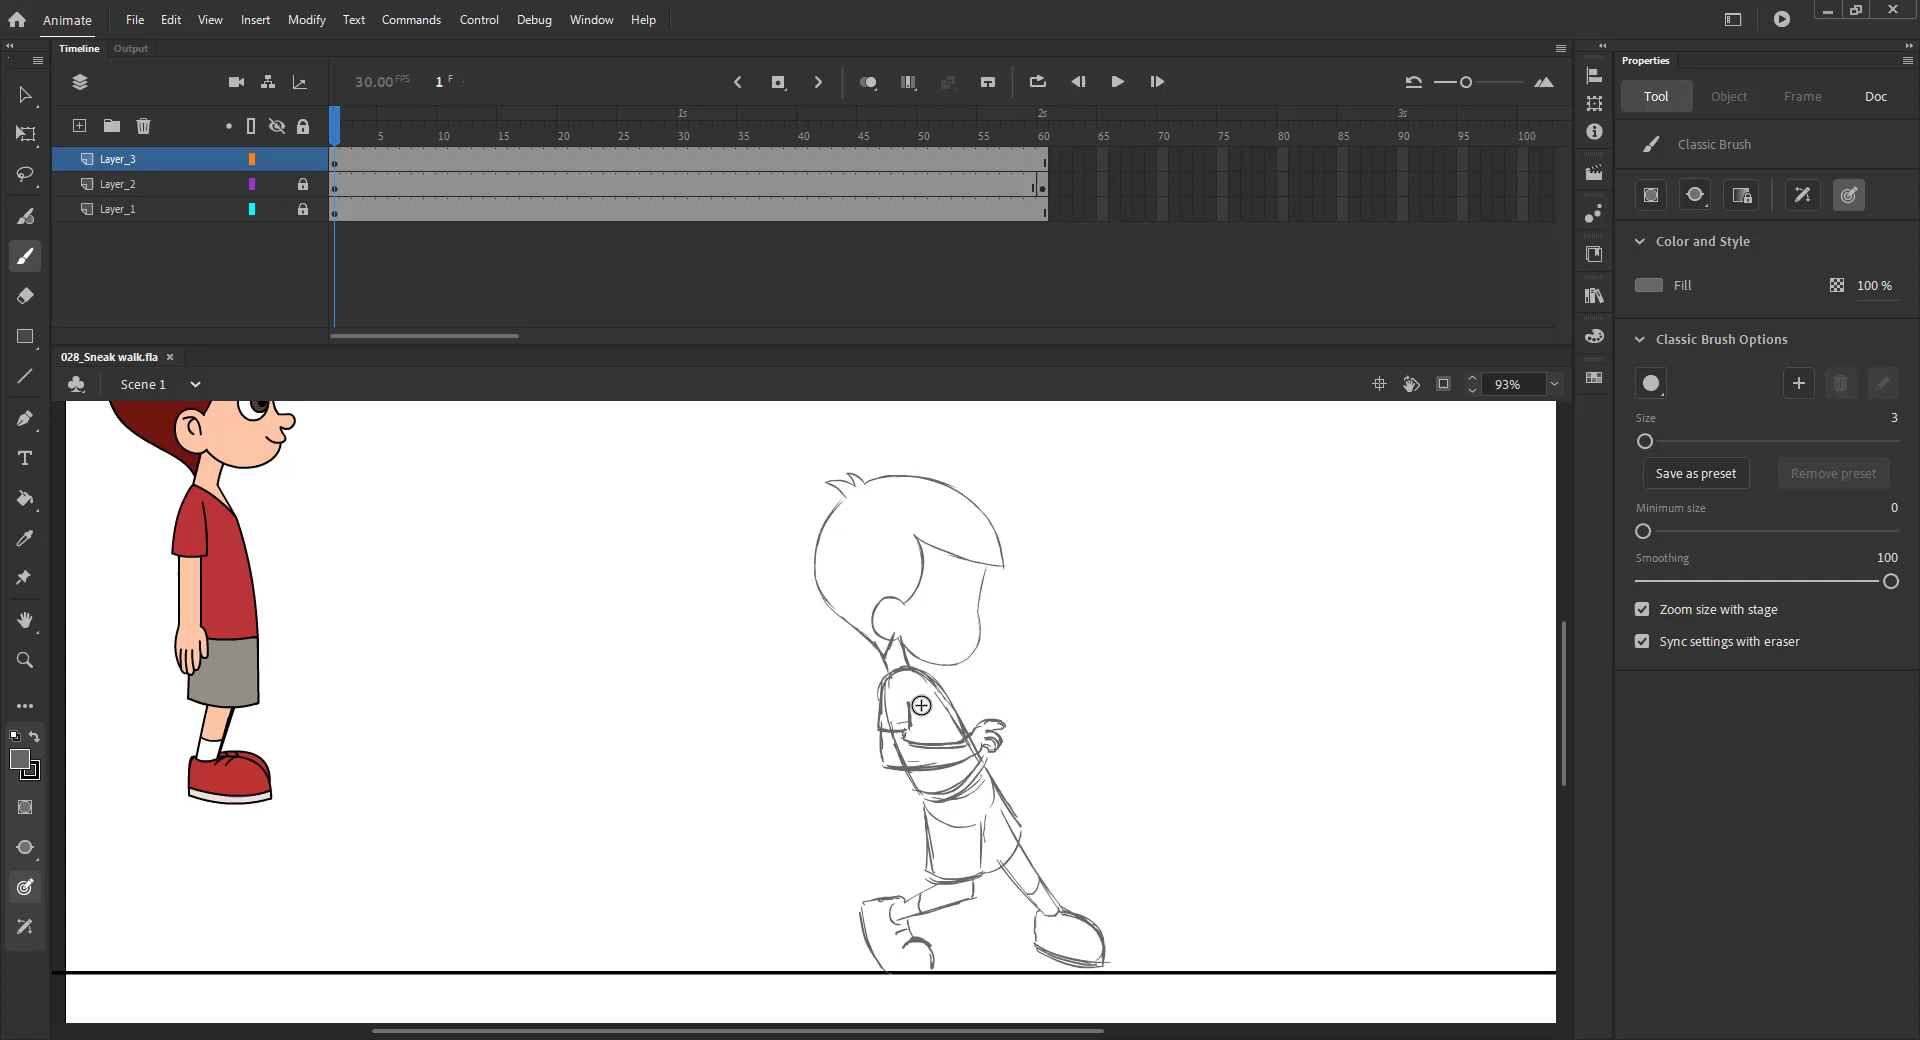 Animate File Edit View Insert Modify Text Commands Control Debug Window Help
Timeline Output
30.00 FPS 1 F
1s 2s 3s
5 10 15 20 25 30 35 40 45 50 55 60 65 70 75 80 85 90 95 100
Layer_3
Layer_2
Layer_1
028_Sneak walk.fla ×
Scene 1
93%
Properties
Tool Object Frame Doc
Classic Brush
Color and Style
Fill 100 %
Classic Brush Options
Size 3
Save as preset Remove preset
Minimum size 0
Smoothing 100
Zoom size with stage
Sync settings with eraser